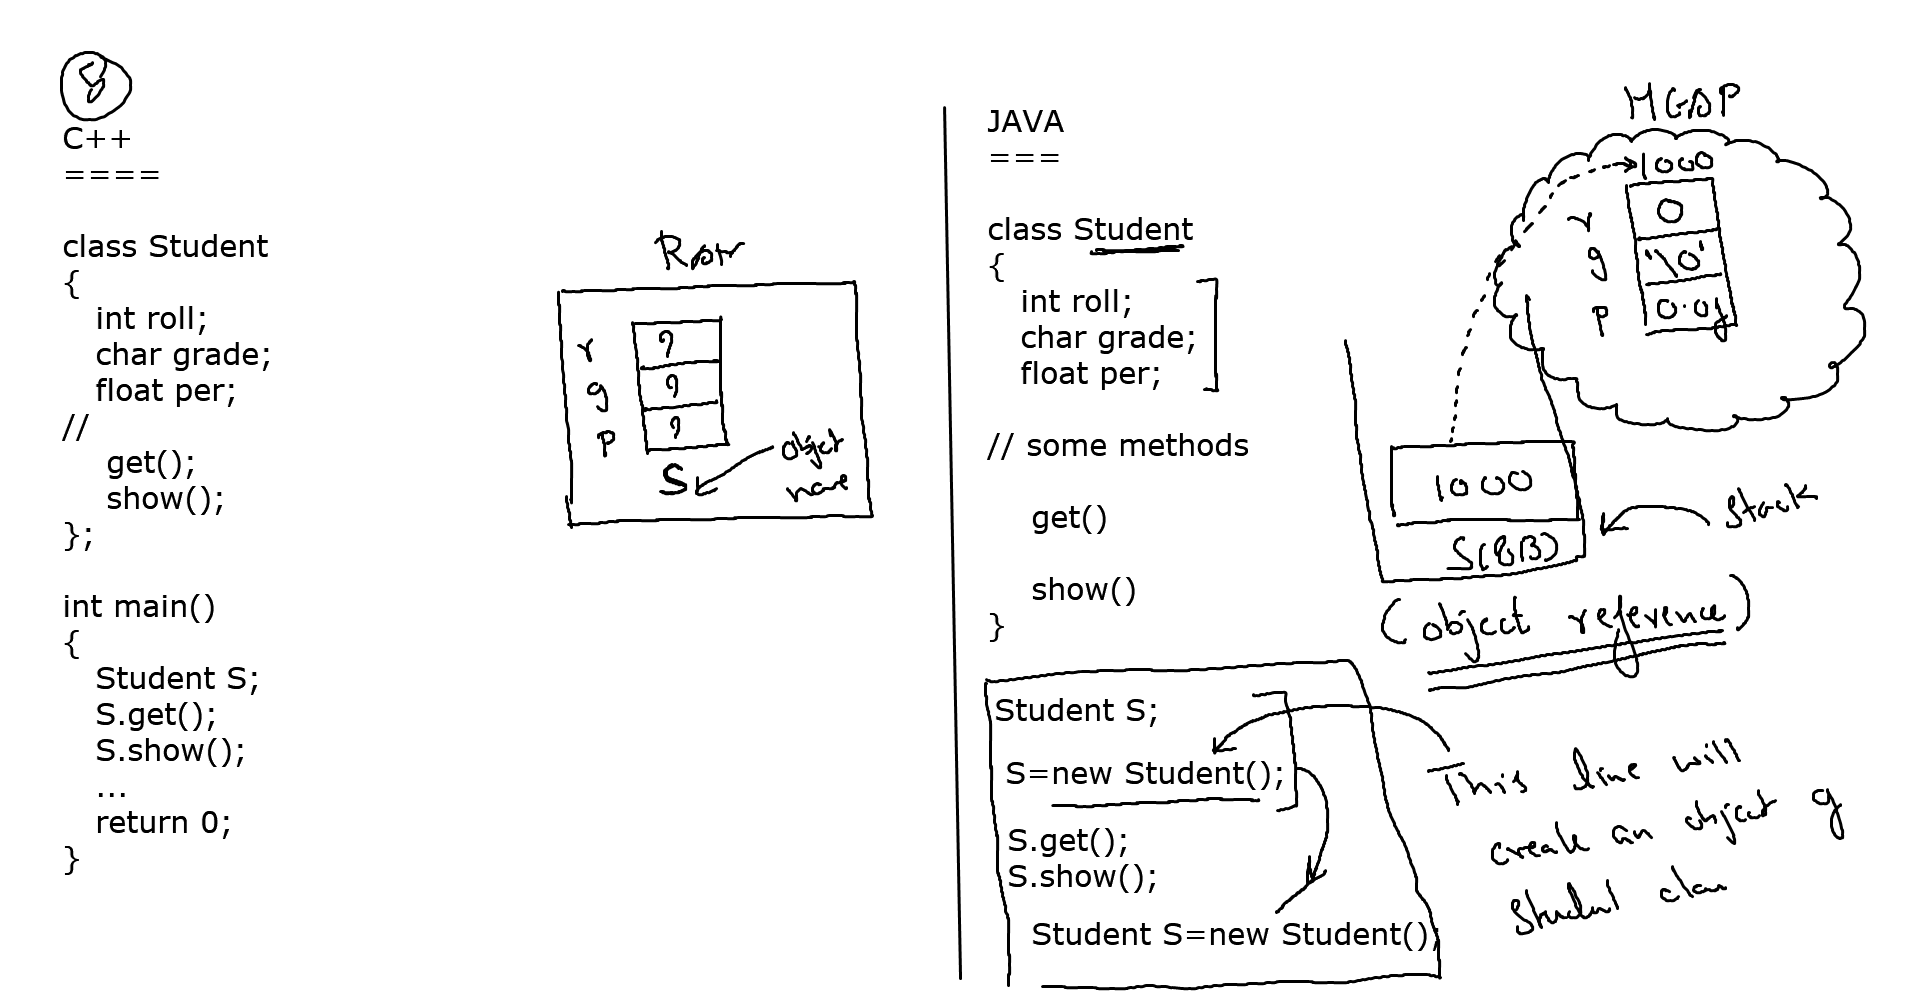 C++
====
class Student
{
int roll;
char grade;
float per;
//
get();
show();
};
int main()
{
Student S;
S.get();
S.show();
...
return 0;
}
r ?
g ?
p ?
S
object
name
JAVA
===
class Student
{
int roll;
char grade;
float per;
// some methods
get()
show()
}
Student S;
S=new Student();
S.get();
S.show();
Student S=new Student();
1000
r 0
g '\0'
p 0.0f
1000
S(8B)
stack
(object reference)
This line will
create an object of
Student class